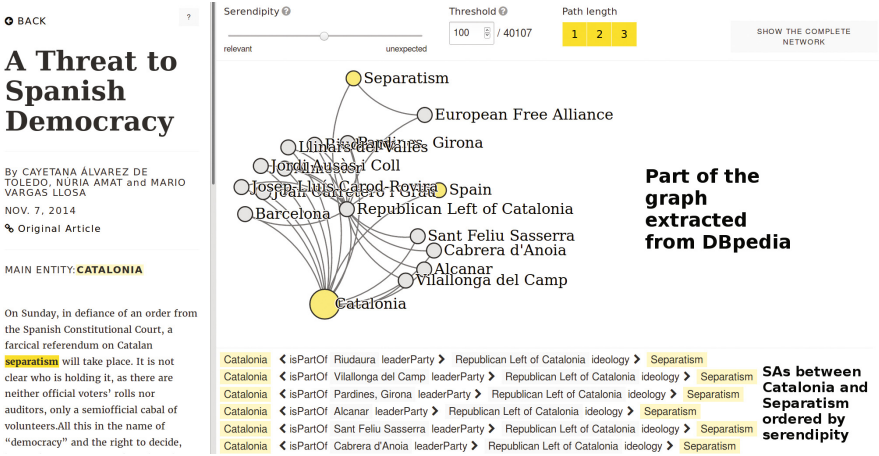 BACK
?
A Threat to
Spanish
Democracy
By CAYETANA ÁLVAREZ DE
TOLEDO, NÚRIA AMAT and MARIO
VARGAS LLOSA
NOV. 7, 2014
Original Article
MAIN ENTITY: CATALONIA
On Sunday, in defiance of an order from
the Spanish Constitutional Court, a
farcical referendum on Catalan
separatism will take place. It is not
clear who is holding it, as there are
neither official voters' rolls nor
auditors, only a semiofficial cabal of
volunteers.All this in the name of
“democracy” and the right to decide,
Serendipity ?
relevant unexpected
Threshold ?
100 / 40107
Path length
1 2 3
SHOW THE COMPLETE
NETWORK
Separatism
European Free Alliance
Pardines, Girona
Llinars del Vallès
Jordi Ausàs i Coll
Josep-Lluís Carod-Rovira
Spain
Barcelona
Republican Left of Catalonia
Sant Feliu Sasserra
Cabrera d'Anoia
Alcanar
Vilallonga del Camp
Catalonia
Part of the
graph
extracted
from DBpedia
Catalonia isPartOf Riudaura leaderParty Republican Left of Catalonia ideology Separatism
Catalonia isPartOf Vilallonga del Camp leaderParty Republican Left of Catalonia ideology Separatism
Catalonia isPartOf Pardines, Girona leaderParty Republican Left of Catalonia ideology Separatism
Catalonia isPartOf Alcanar leaderParty Republican Left of Catalonia ideology Separatism
Catalonia isPartOf Sant Feliu Sasserra leaderParty Republican Left of Catalonia ideology Separatism
Catalonia isPartOf Cabrera d'Anoia leaderParty Republican Left of Catalonia ideology Separatism
SAs between
Catalonia and
Separatism
ordered by
serendipity